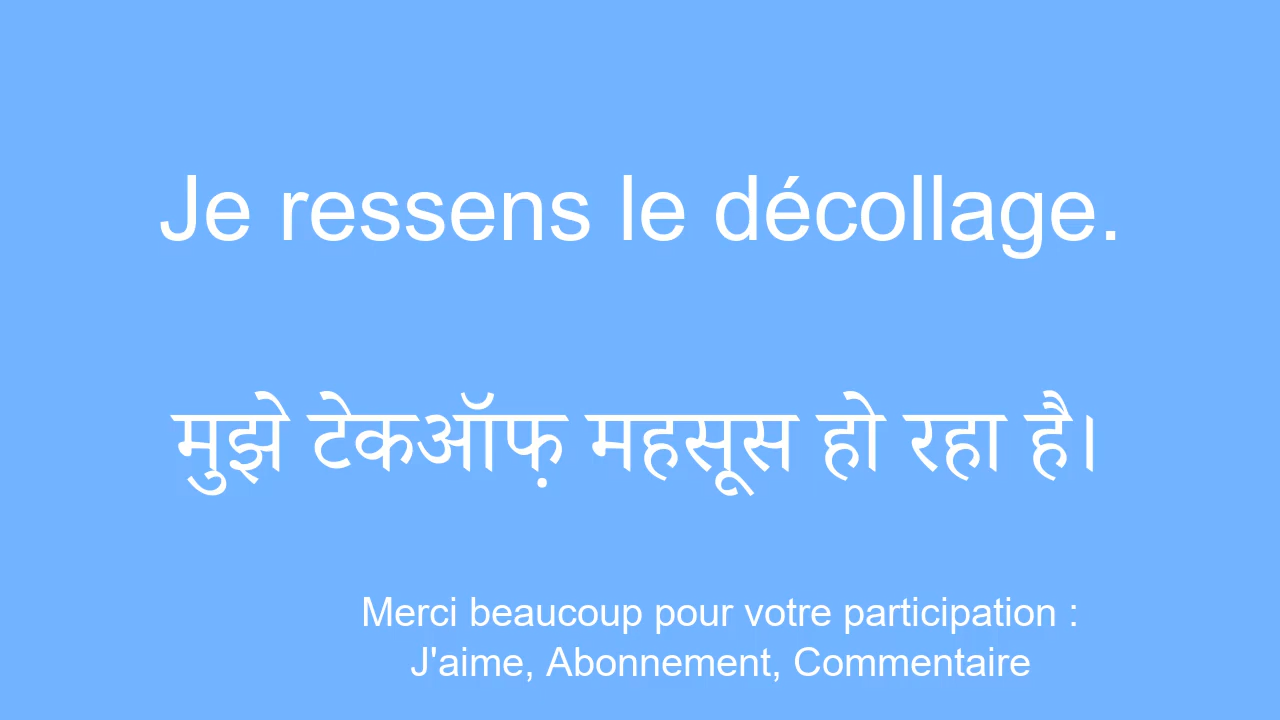 Je ressens le décollage.
मुझे टेकऑफ़ महसूस हो रहा है।
Merci beaucoup pour votre participation :
J'aime, Abonnement, Commentaire